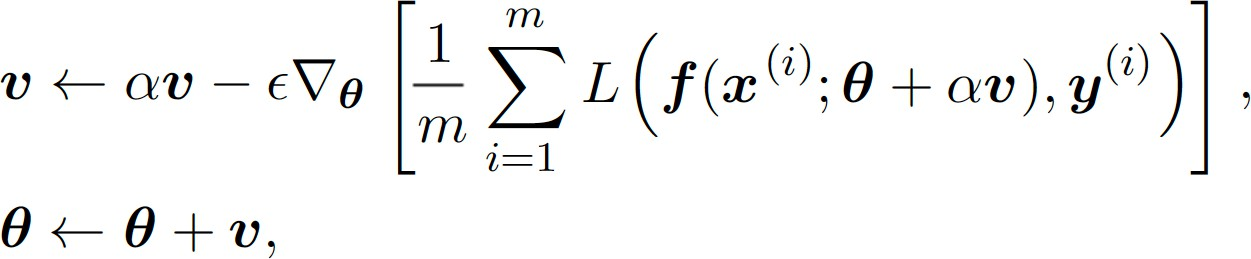 v ← αv − ϵ∇_θ [ 1/m ∑_{i=1}^{m} L( f(x^{(i)}; θ + αv), y^{(i)} ) ] ,
θ ← θ + v,